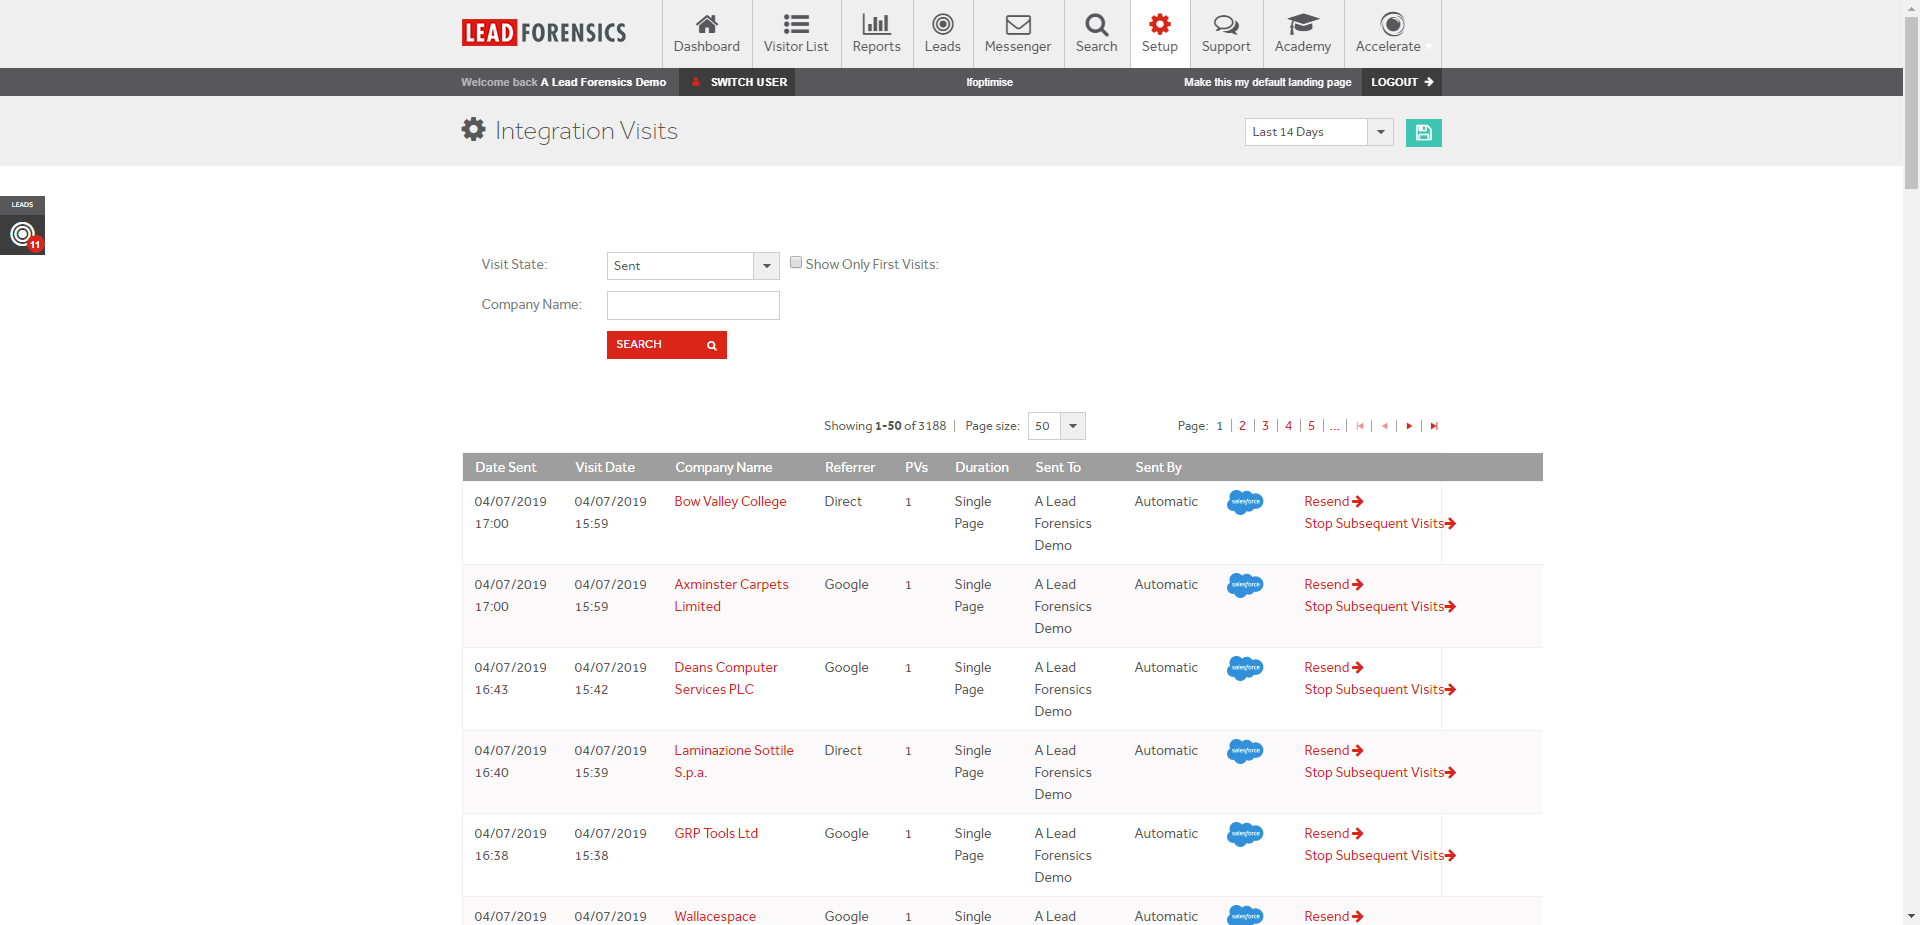 LEAD FORENSICS
Dashboard
Visitor List
Reports
Leads
Messenger
Search
Setup
Support
Academy
Accelerate
Welcome back A Lead Forensics Demo
SWITCH USER
lfoptimise
Make this my default landing page
LOGOUT
Integration Visits
Last 14 Days
LEADS
11
Visit State:
Sent
Show Only First Visits:
Company Name:
SEARCH
Showing 1-50 of 3188 | Page size: 50
Page: 1 | 2 | 3 | 4 | 5 | ... |
Date Sent Visit Date Company Name Referrer PVs Duration Sent To Sent By
04/07/2019 04/07/2019 Bow Valley College Direct 1 Single A Lead Automatic salesforce Resend
17:00 15:59 Page Forensics Stop Subsequent Visits
Demo
04/07/2019 04/07/2019 Axminster Carpets Google 1 Single A Lead Automatic salesforce Resend
17:00 15:59 Limited Page Forensics Stop Subsequent Visits
Demo
04/07/2019 04/07/2019 Deans Computer Google 1 Single A Lead Automatic salesforce Resend
16:43 15:42 Services PLC Page Forensics Stop Subsequent Visits
Demo
04/07/2019 04/07/2019 Laminazione Sottile Direct 1 Single A Lead Automatic salesforce Resend
16:40 15:39 S.p.a. Page Forensics Stop Subsequent Visits
Demo
04/07/2019 04/07/2019 GRP Tools Ltd Google 1 Single A Lead Automatic salesforce Resend
16:38 15:38 Page Forensics Stop Subsequent Visits
Demo
04/07/2019 04/07/2019 Wallacespace Google 1 Single A Lead Automatic salesforce Resend